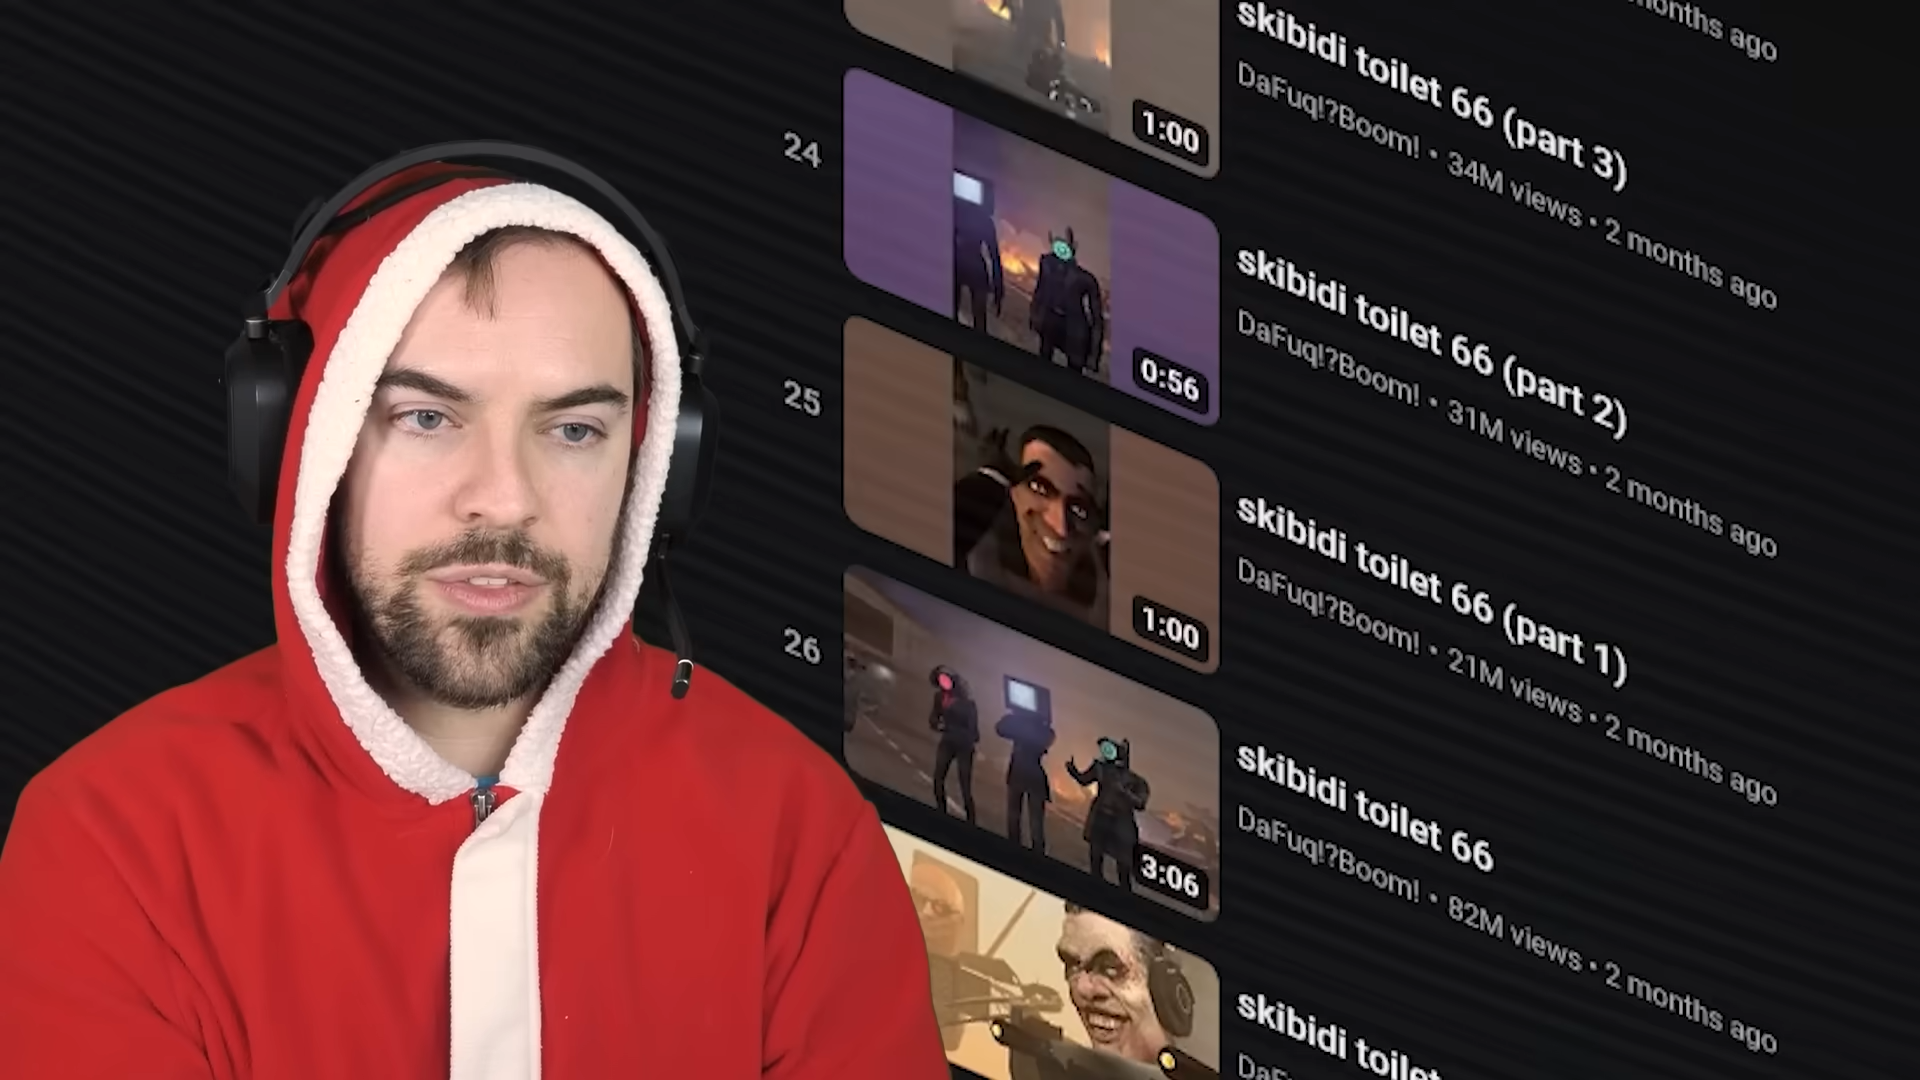 months ago
skibidi toilet 66 (part 3)
DaFuq!?Boom! • 34M views • 2 months ago
1:00
24
skibidi toilet 66 (part 2)
DaFuq!?Boom! • 31M views • 2 months ago
0:56
25
skibidi toilet 66 (part 1)
DaFuq!?Boom! • 21M views • 2 months ago
1:00
26
skibidi toilet 66
DaFuq!?Boom! • 82M views • 2 months ago
3:06
skibidi toilet